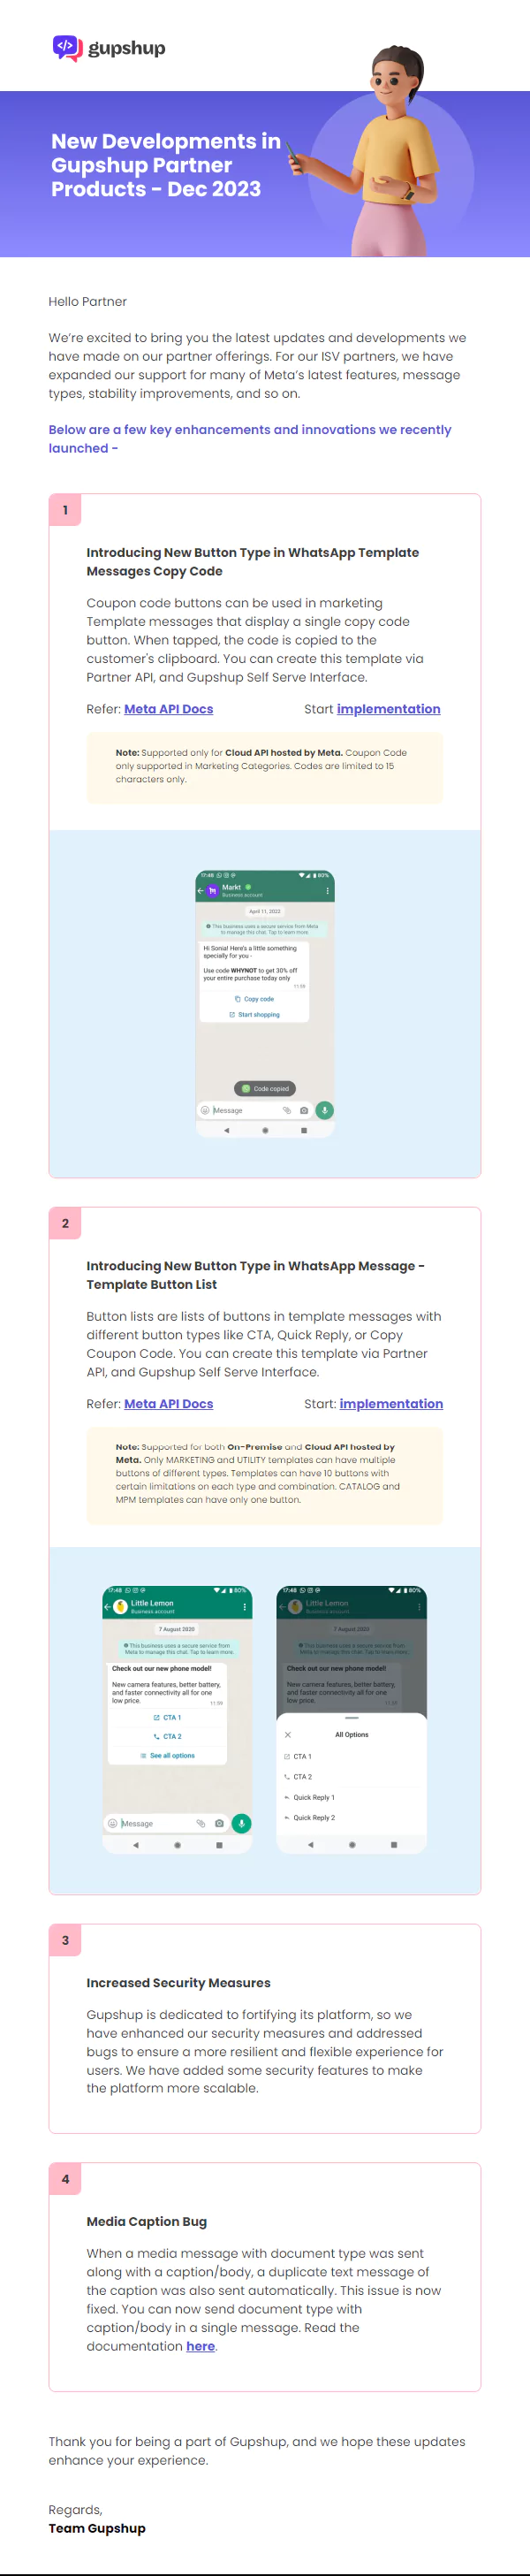 </> gupshup
New Developments in
Gupshup Partner
Products - Dec 2023
Hello Partner
We're excited to bring you the latest updates and developments we
have made on our partner offerings. For our ISV partners, we have
expanded our support for many of Meta's latest features, message
types, stability improvements, and so on.
Below are a few key enhancements and innovations we recently
launched -
1
Introducing New Button Type in WhatsApp Template
Messages Copy Code
Coupon code buttons can be used in marketing
Template messages that display a single copy code
button. When tapped, the code is copied to the
customer's clipboard. You can create this template via
Partner API, and Gupshup Self Serve Interface.
Refer: Meta API Docs Start implementation
Note: Supported only for Cloud API hosted by Meta. Coupon Code
only supported in Marketing Categories. Codes are limited to 15
characters only.
17:48 80%
Markt
Business account
April 11, 2023
This business uses a secure service from Meta
to manage this chat. Tap to learn more.
Hi Sonia! Here's a little something
specially for you -
Use code WHYNOT to get 30% off
your entire purchase today only
11:59
Copy code
Start shopping
Code copied
Message
2
Introducing New Button Type in WhatsApp Message -
Template Button List
Button lists are lists of buttons in template messages with
different button types like CTA, Quick Reply, or Copy
Coupon Code. You can create this template via Partner
API, and Gupshup Self Serve Interface.
Refer: Meta API Docs Start: implementation
Note: Supported for both On-Premise and Cloud API hosted by
Meta. Only MARKETING and UTILITY templates can have multiple
buttons of different types. Templates can have 10 buttons with
certain limitations on each type and combination. CATALOG and
MPM templates can have only one button.
17:48 80%
Little Lemon
Business account
7 August 2020
This business uses a secure service from
Meta to manage this chat. Tap to learn more.
Check out our new phone model!
New camera features, better battery,
and faster connectivity all for one
low price.
11:59
CTA 1
CTA 2
See all options
Message
17:48 80%
Little Lemon
Business account
7 August 2020
This business uses a secure service from
Meta to manage this chat. Tap to learn more.
Check out our new phone model!
New camera features, better battery,
and faster connectivity all for one
low price.
11:59
All Options
CTA 1
CTA 2
Quick Reply 1
Quick Reply 2
3
Increased Security Measures
Gupshup is dedicated to fortifying its platform, so we
have enhanced our security measures and addressed
bugs to ensure a more resilient and flexible experience for
users. We have added some security features to make
the platform more scalable.
4
Media Caption Bug
When a media message with document type was sent
along with a caption/body, a duplicate text message of
the caption was also sent automatically. This issue is now
fixed. You can now send document type with
caption/body in a single message. Read the
documentation here.
Thank you for being a part of Gupshup, and we hope these updates
enhance your experience.
Regards,
Team Gupshup